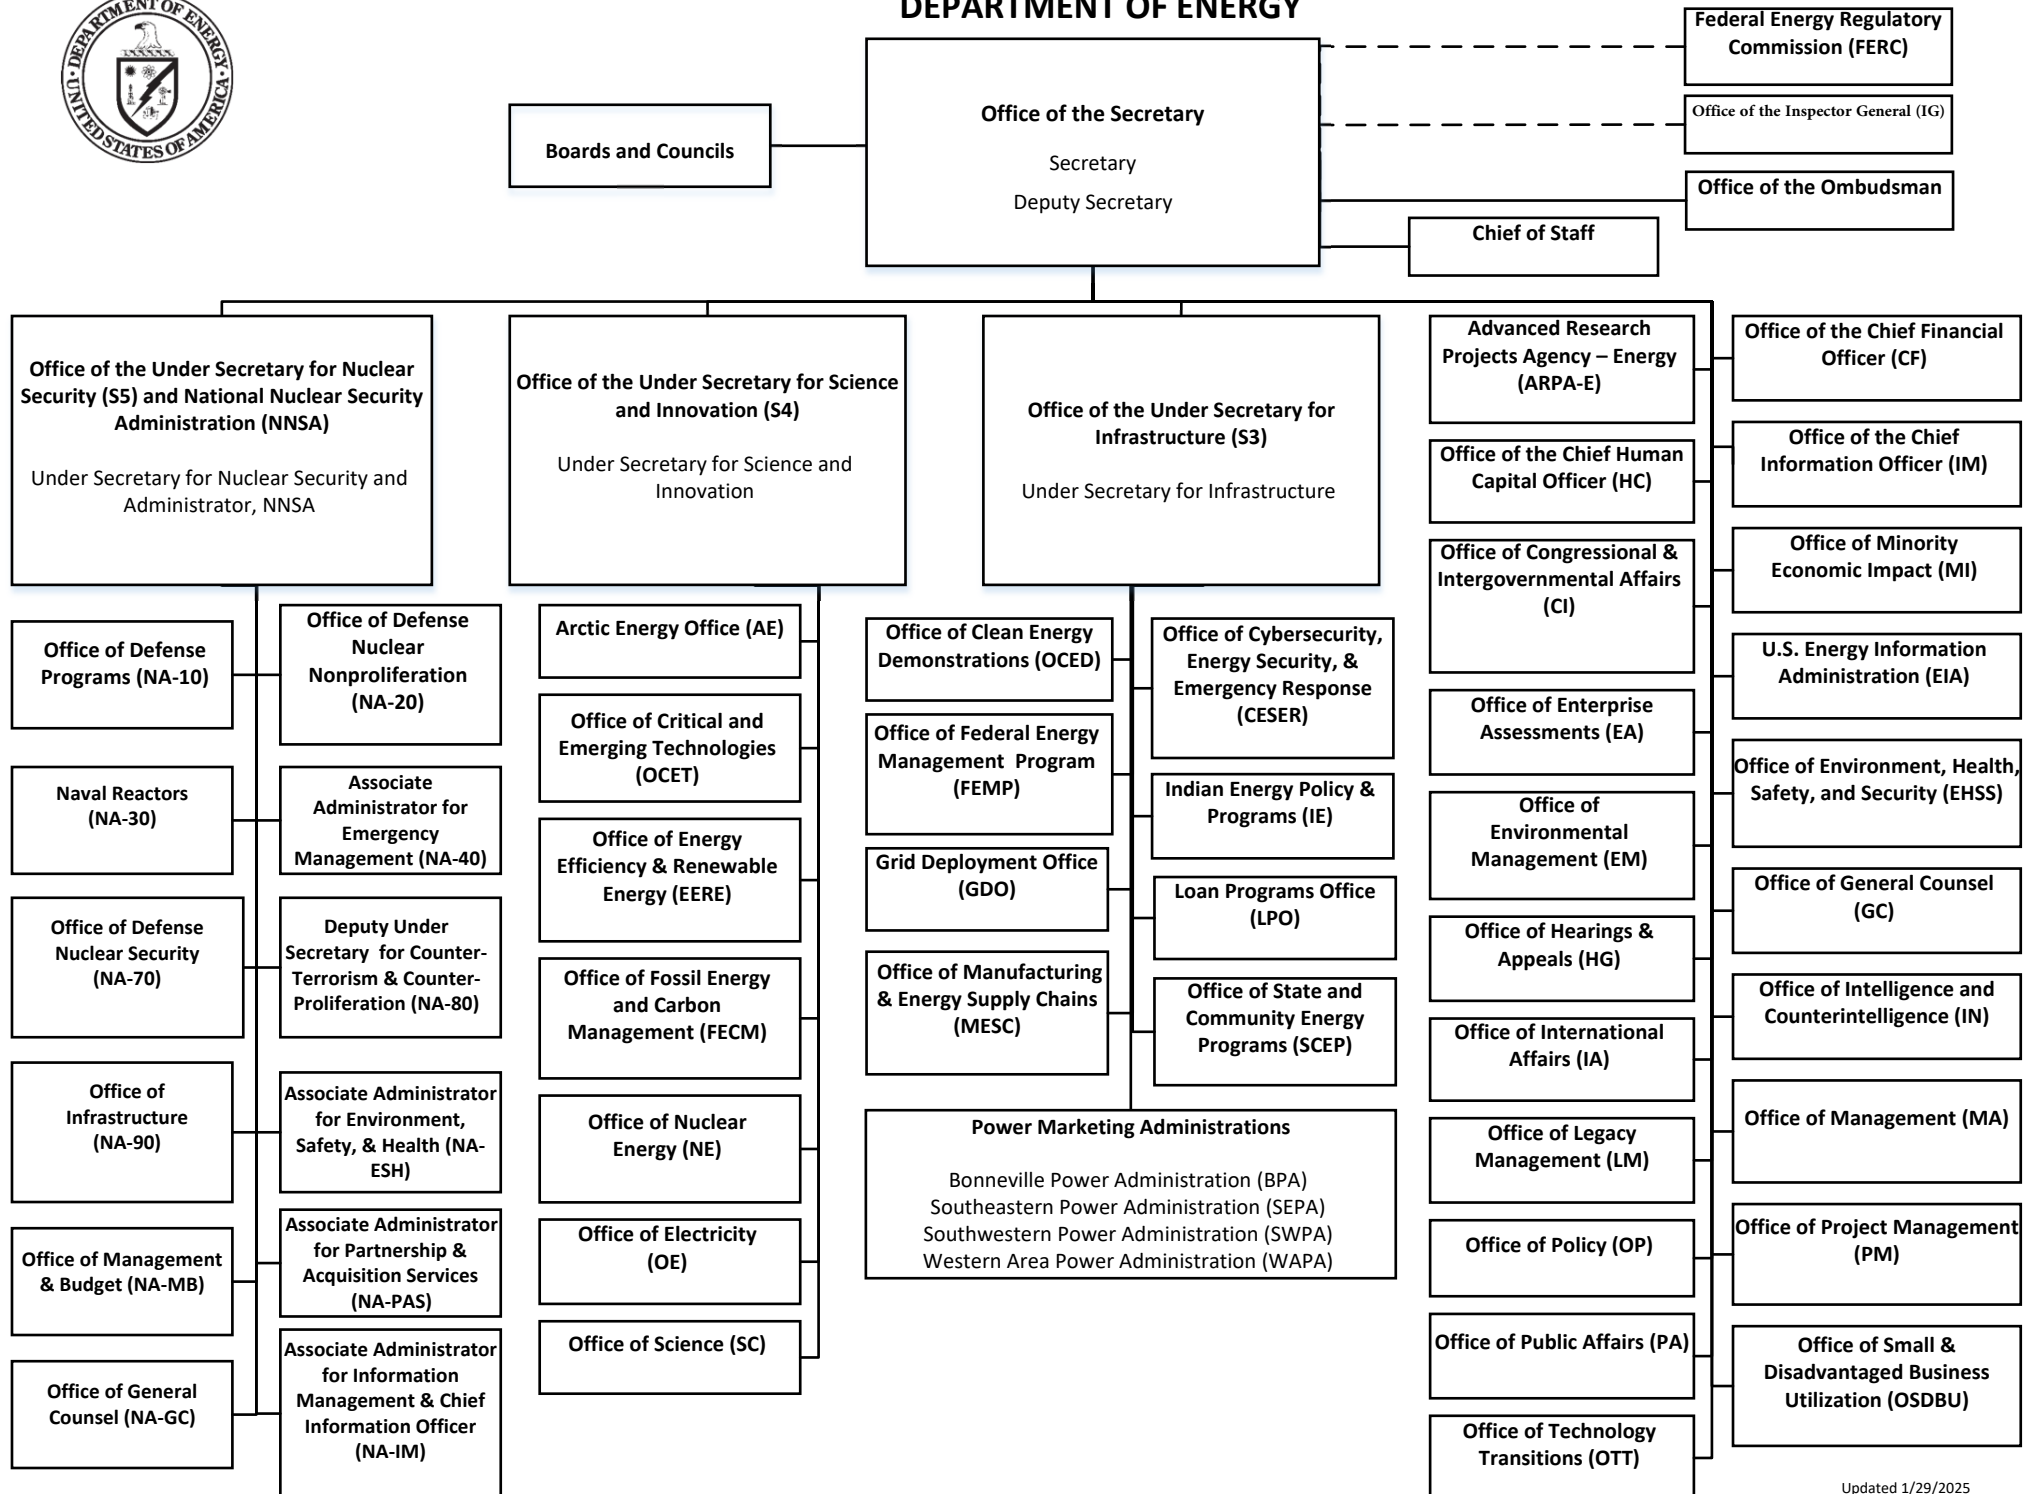 DEPARTMENT OF ENERGY
DEPARTMENT OF ENERGY
UNITED STATES OF AMERICA
Federal Energy Regulatory
Commission (FERC)
Office of the Inspector General (IG)
Office of the Ombudsman
Chief of Staff
Office of the Secretary
Secretary
Deputy Secretary
Boards and Councils
Office of the Under Secretary for Nuclear
Security (S5) and National Nuclear Security
Administration (NNSA)
Under Secretary for Nuclear Security and
Administrator, NNSA
Office of Defense
Programs (NA-10)
Office of Defense
Nuclear
Nonproliferation
(NA-20)
Naval Reactors
(NA-30)
Associate
Administrator for
Emergency
Management (NA-40)
Office of Defense
Nuclear Security
(NA-70)
Deputy Under
Secretary for Counter-
Terrorism & Counter-
Proliferation (NA-80)
Office of
Infrastructure
(NA-90)
Associate Administrator
for Environment,
Safety, & Health (NA-
ESH)
Office of Management
& Budget (NA-MB)
Associate Administrator
for Partnership &
Acquisition Services
(NA-PAS)
Office of General
Counsel (NA-GC)
Associate Administrator
for Information
Management & Chief
Information Officer
(NA-IM)
Office of the Under Secretary for Science
and Innovation (S4)
Under Secretary for Science and
Innovation
Arctic Energy Office (AE)
Office of Critical and
Emerging Technologies
(OCET)
Office of Energy
Efficiency & Renewable
Energy (EERE)
Office of Fossil Energy
and Carbon
Management (FECM)
Office of Nuclear
Energy (NE)
Office of Electricity
(OE)
Office of Science (SC)
Office of the Under Secretary for
Infrastructure (S3)
Under Secretary for Infrastructure
Office of Clean Energy
Demonstrations (OCED)
Office of Cybersecurity,
Energy Security, &
Emergency Response
(CESER)
Office of Federal Energy
Management Program
(FEMP)
Indian Energy Policy &
Programs (IE)
Grid Deployment Office
(GDO)
Loan Programs Office
(LPO)
Office of Manufacturing
& Energy Supply Chains
(MESC)
Office of State and
Community Energy
Programs (SCEP)
Power Marketing Administrations
Bonneville Power Administration (BPA)
Southeastern Power Administration (SEPA)
Southwestern Power Administration (SWPA)
Western Area Power Administration (WAPA)
Advanced Research
Projects Agency – Energy
(ARPA-E)
Office of the Chief Financial
Officer (CF)
Office of the Chief Human
Capital Officer (HC)
Office of the Chief
Information Officer (IM)
Office of Congressional &
Intergovernmental Affairs
(CI)
Office of Minority
Economic Impact (MI)
Office of Enterprise
Assessments (EA)
U.S. Energy Information
Administration (EIA)
Office of
Environmental
Management (EM)
Office of Environment, Health,
Safety, and Security (EHSS)
Office of Hearings &
Appeals (HG)
Office of General Counsel
(GC)
Office of International
Affairs (IA)
Office of Intelligence and
Counterintelligence (IN)
Office of Legacy
Management (LM)
Office of Management (MA)
Office of Policy (OP)
Office of Project Management
(PM)
Office of Public Affairs (PA)
Office of Small &
Disadvantaged Business
Utilization (OSDBU)
Office of Technology
Transitions (OTT)
Updated 1/29/2025